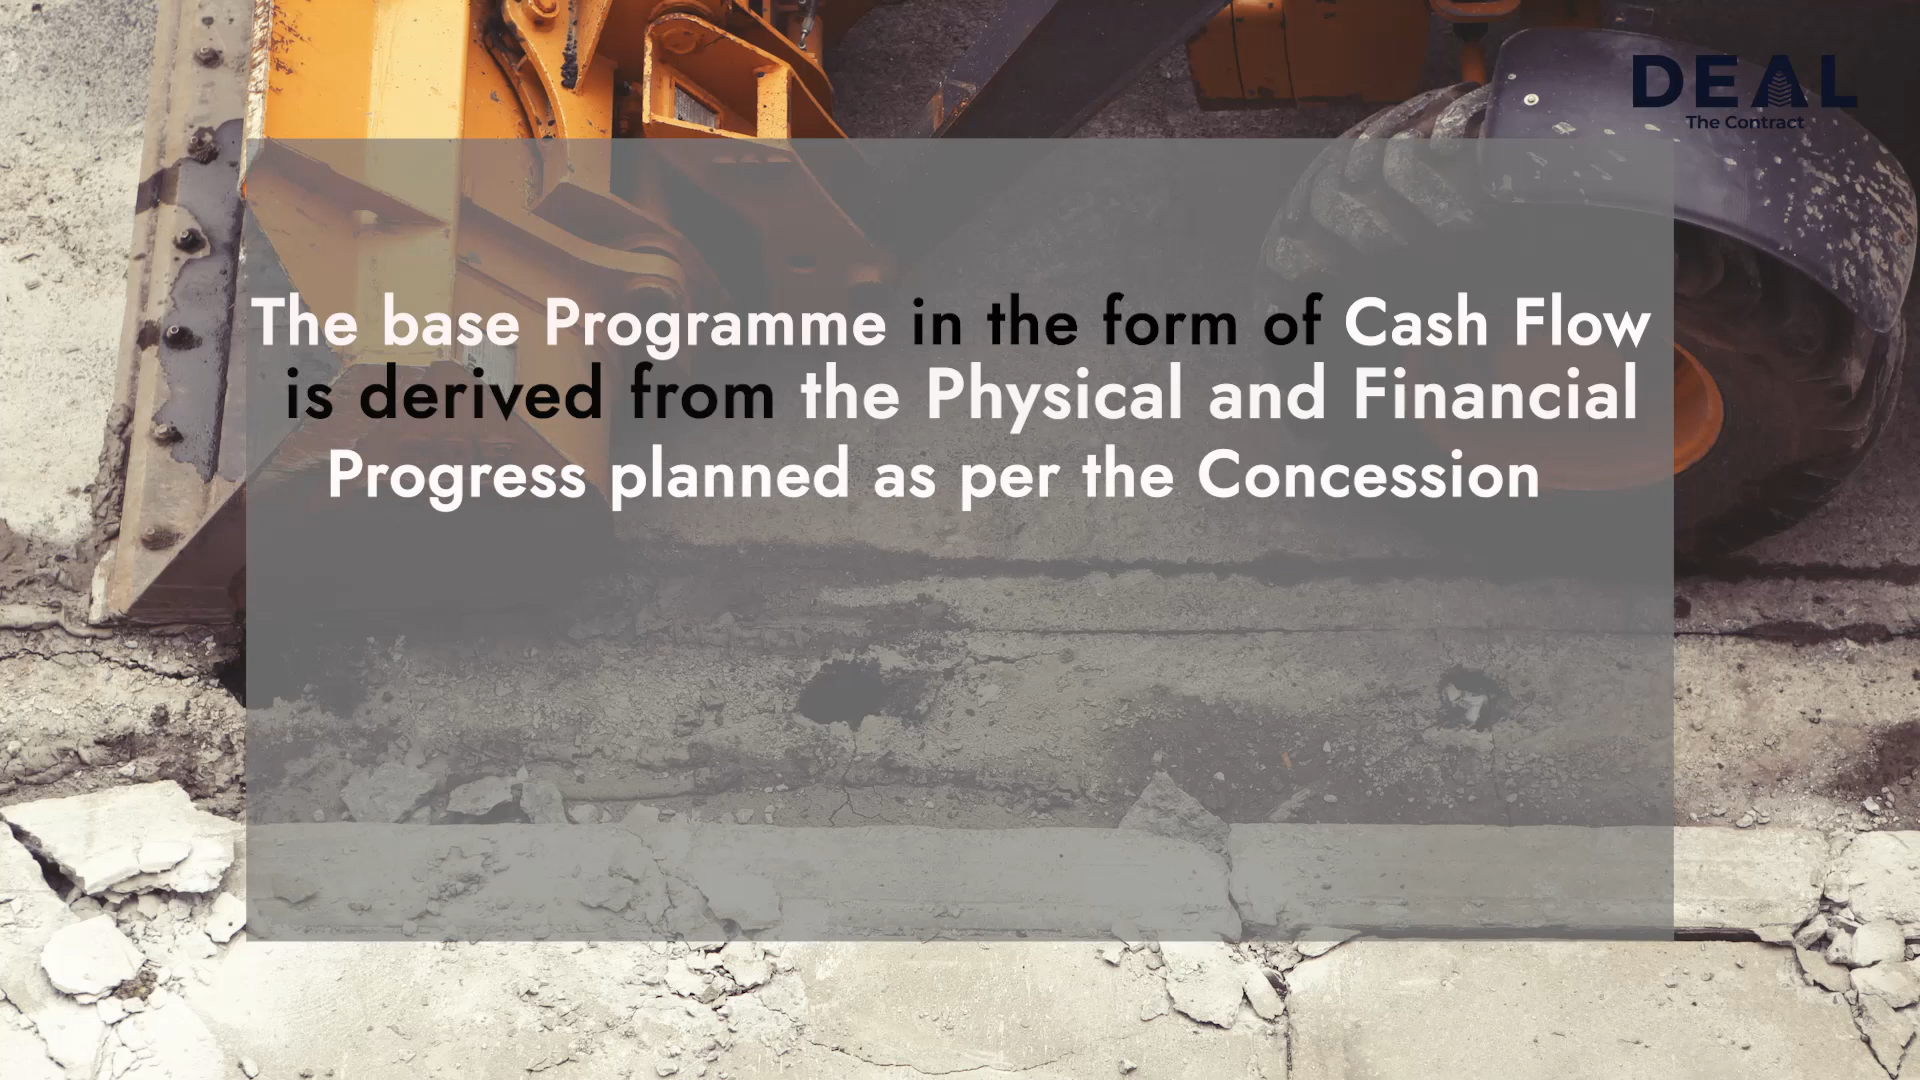 DEAL
The Contract
The base Programme in the form of Cash Flow
is derived from the Physical and Financial
Progress planned as per the Concession